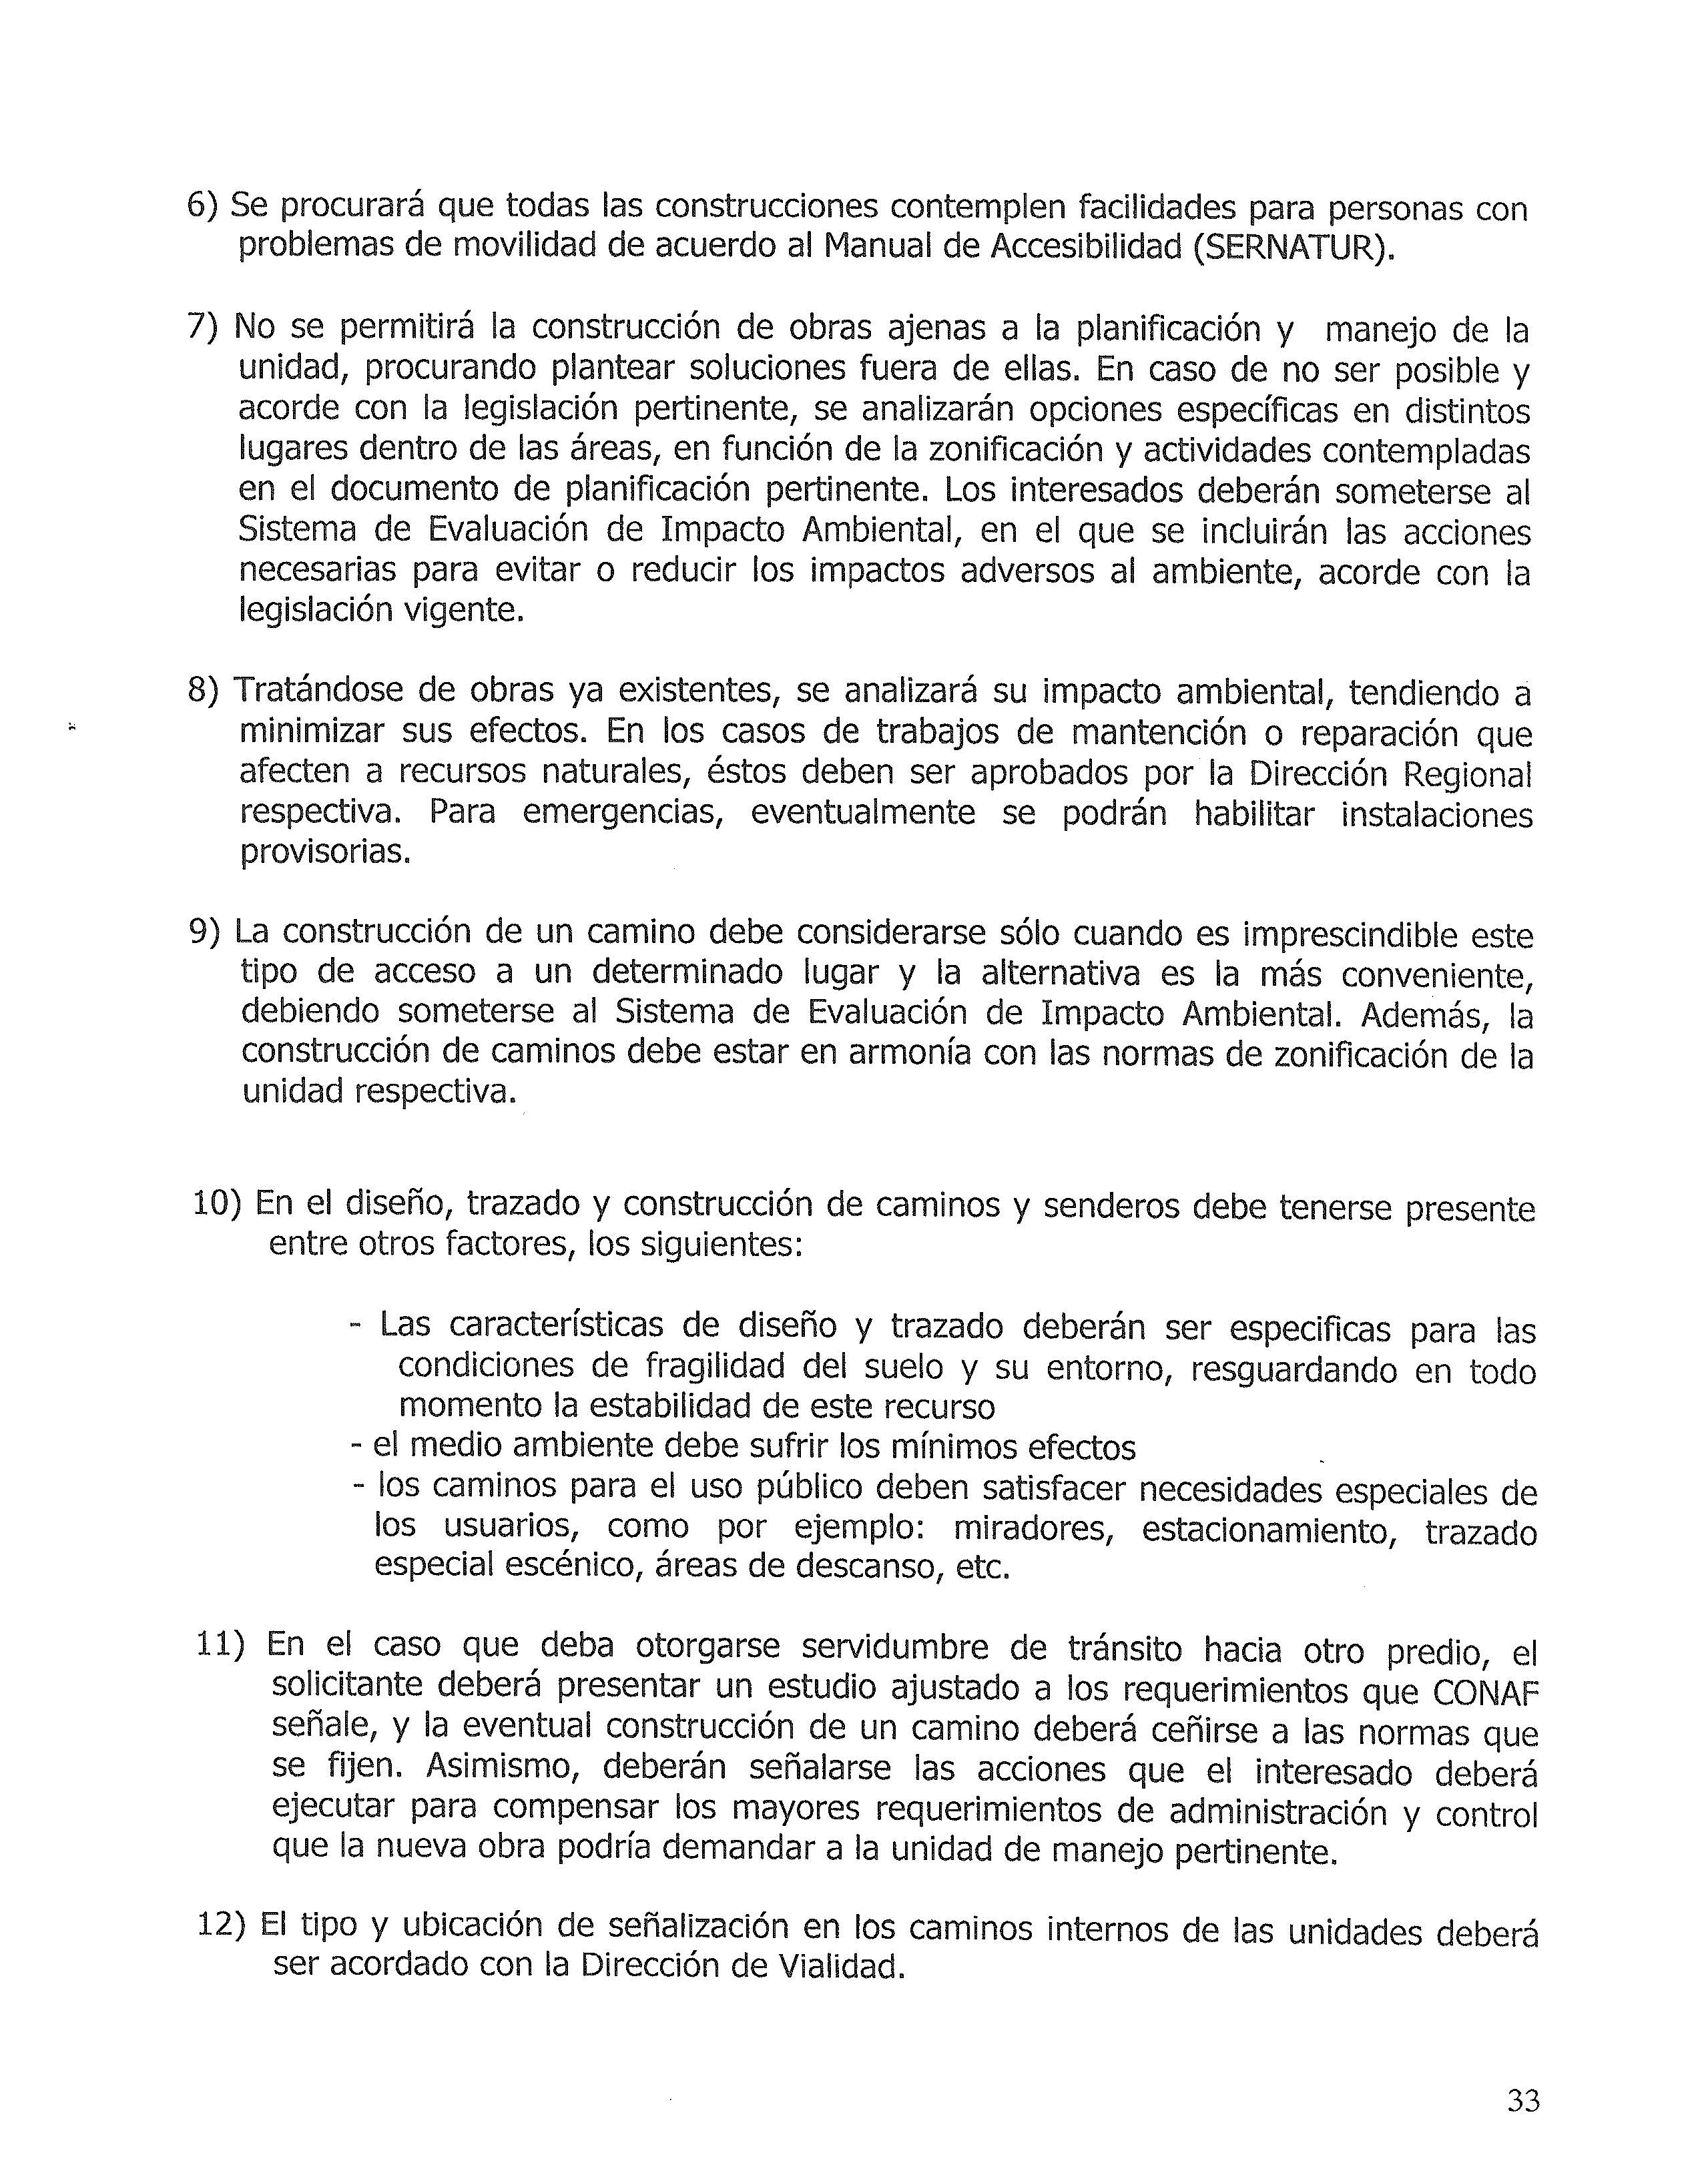 6) Se procurará que todas las construcciones contemplen facilidades para personas con
problemas de movilidad de acuerdo al Manual de Accesibilidad (SERNATUR).
7) No se permitirá la construcción de obras ajenas a la planificación y manejo de la
unidad, procurando plantear soluciones fuera de ellas. En caso de no ser posible y
acorde con la legislación pertinente, se analizarán opciones específicas en distintos
lugares dentro de las áreas, en función de la zonificación y actividades contempladas
en el documento de planificación pertinente. Los interesados deberán someterse al
Sistema de Evaluación de Impacto Ambiental, en el que se incluirán las acciones
necesarias para evitar o reducir los impactos adversos al ambiente, acorde con la
legislación vigente.
8) Tratándose de obras ya existentes, se analizará su impacto ambiental, tendiendo a
minimizar sus efectos. En los casos de trabajos de mantención o reparación que
afecten a recursos naturales, éstos deben ser aprobados por la Dirección Regional
respectiva. Para emergencias, eventualmente se podrán habilitar instalaciones
provisorias.
9) La construcción de un camino debe considerarse sólo cuando es imprescindible este
tipo de acceso a un determinado lugar y la alternativa es la más conveniente,
debiendo someterse al Sistema de Evaluación de Impacto Ambiental. Además, la
construcción de caminos debe estar en armonía con las normas de zonificación de la
unidad respectiva.
10) En el diseño, trazado y construcción de caminos y senderos debe tenerse presente
entre otros factores, los siguientes:
- Las características de diseño y trazado deberán ser especificas para las
condiciones de fragilidad del suelo y su entorno, resguardando en todo
momento la estabilidad de este recurso
- el medio ambiente debe sufrir los mínimos efectos
- los caminos para el uso público deben satisfacer necesidades especiales de
los usuarios, como por ejemplo: miradores, estacionamiento, trazado
especial escénico, áreas de descanso, etc.
11) En el caso que deba otorgarse servidumbre de tránsito hacia otro predio, el
solicitante deberá presentar un estudio ajustado a los requerimientos que CONAF
señale, y la eventual construcción de un camino deberá ceñirse a las normas que
se fijen. Asimismo, deberán señalarse las acciones que el interesado deberá
ejecutar para compensar los mayores requerimientos de administración y control
que la nueva obra podría demandar a la unidad de manejo pertinente.
12) El tipo y ubicación de señalización en los caminos internos de las unidades deberá
ser acordado con la Dirección de Vialidad.
33